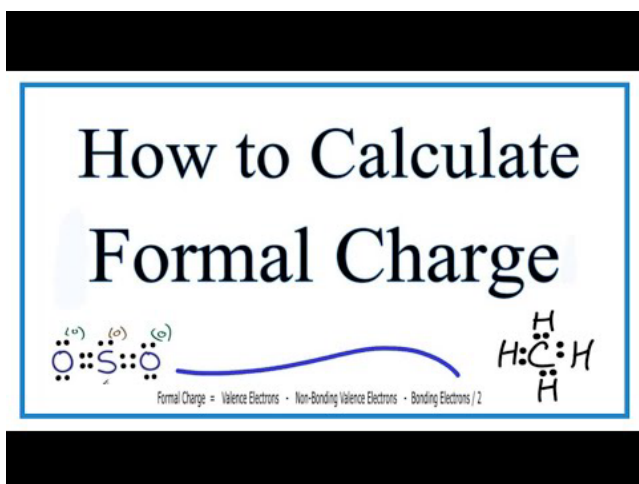 How to Calculate
Formal Charge
(0) (0) (0)
O::S::O
H
H:C:H
H
Formal Charge = Valence Electrons - Non-Bonding Valence Electrons - Bonding Electrons / 2